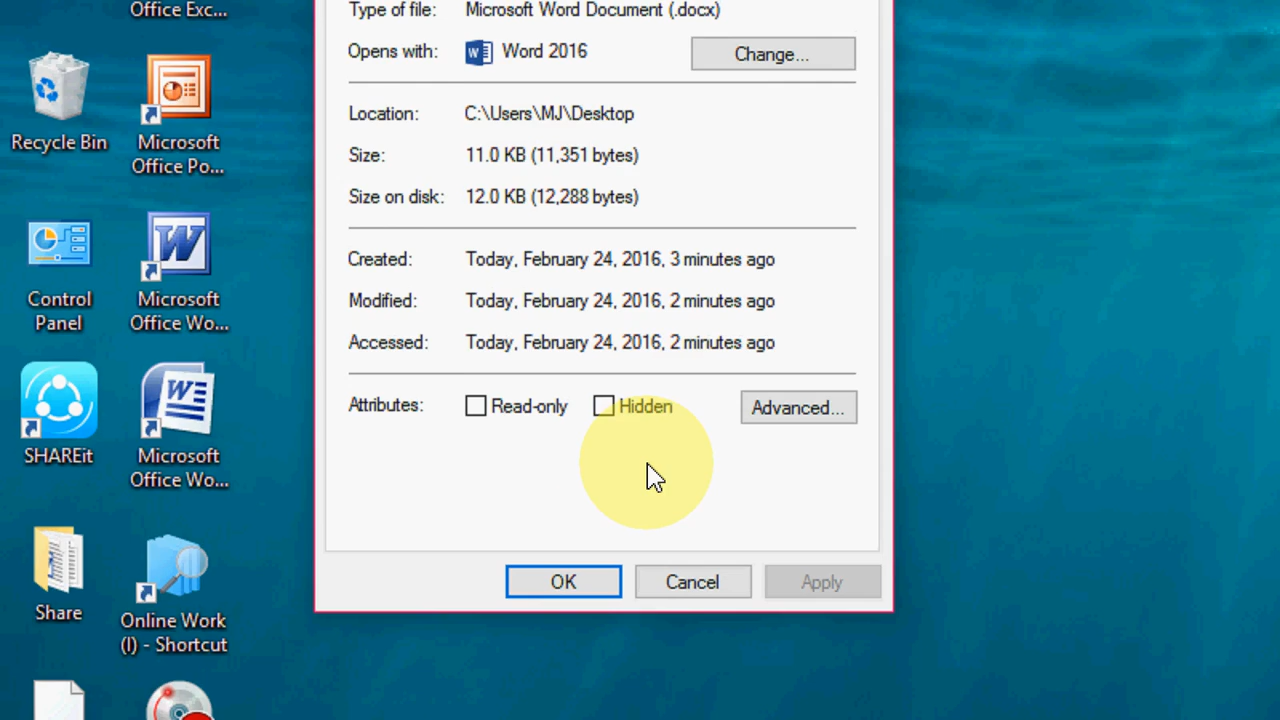 Office Exc...
Recycle Bin
Microsoft
Office Po...
Control
Panel
Microsoft
Office Wo...
SHAREit
Microsoft
Office Wo...
Share
Online Work
(I) - Shortcut
Type of file: Microsoft Word Document (.docx)
Opens with: Word 2016 Change...
Location: C:\Users\MJ\Desktop
Size: 11.0 KB (11,351 bytes)
Size on disk: 12.0 KB (12,288 bytes)
Created: Today, February 24, 2016, 3 minutes ago
Modified: Today, February 24, 2016, 2 minutes ago
Accessed: Today, February 24, 2016, 2 minutes ago
Attributes: Read-only Hidden Advanced...
OK Cancel Apply